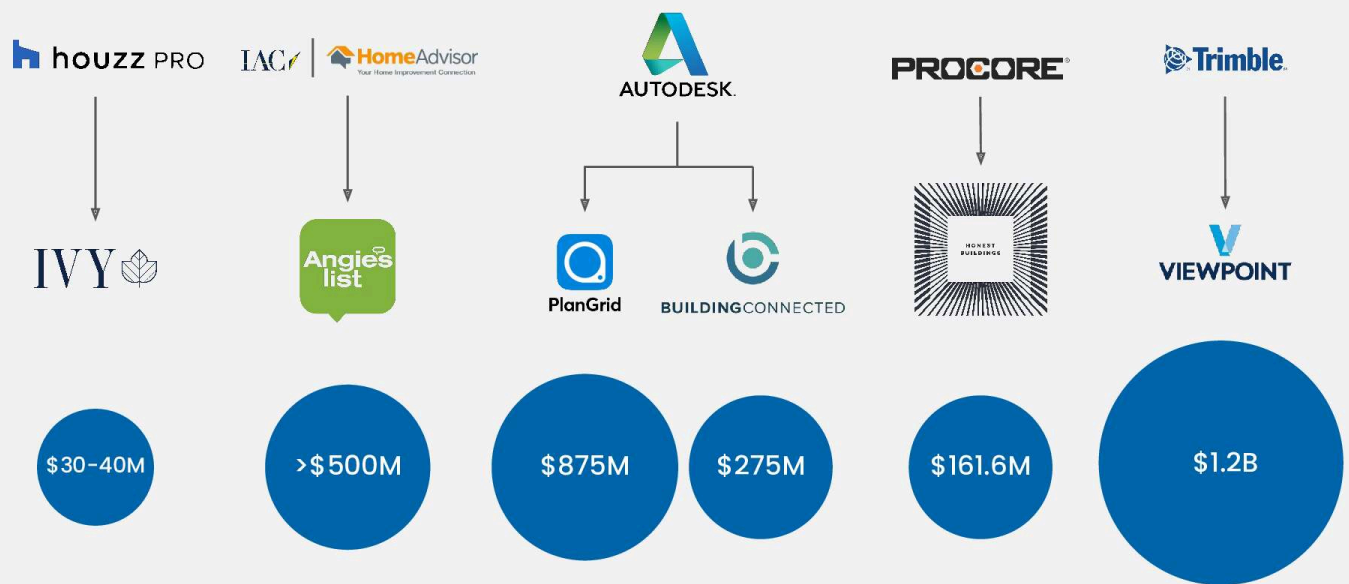 houzz PRO
IAC
HomeAdvisor
Your Home Improvement Connection
AUTODESK.
PROCORE®
Trimble
IVY
Angie's
list
PlanGrid
BUILDINGCONNECTED
HONEST
BUILDINGS
VIEWPOINT
$30-40M
>$500M
$875M
$275M
$161.6M
$1.2B